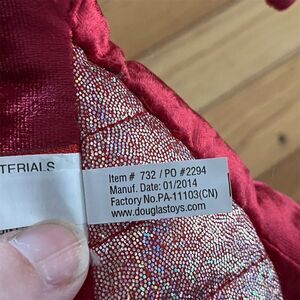 TERIALS
Item # 732 / PO #2294
Manuf. Date: 01/2014
Factory No.PA-11103(CN)
www.douglastoys.com